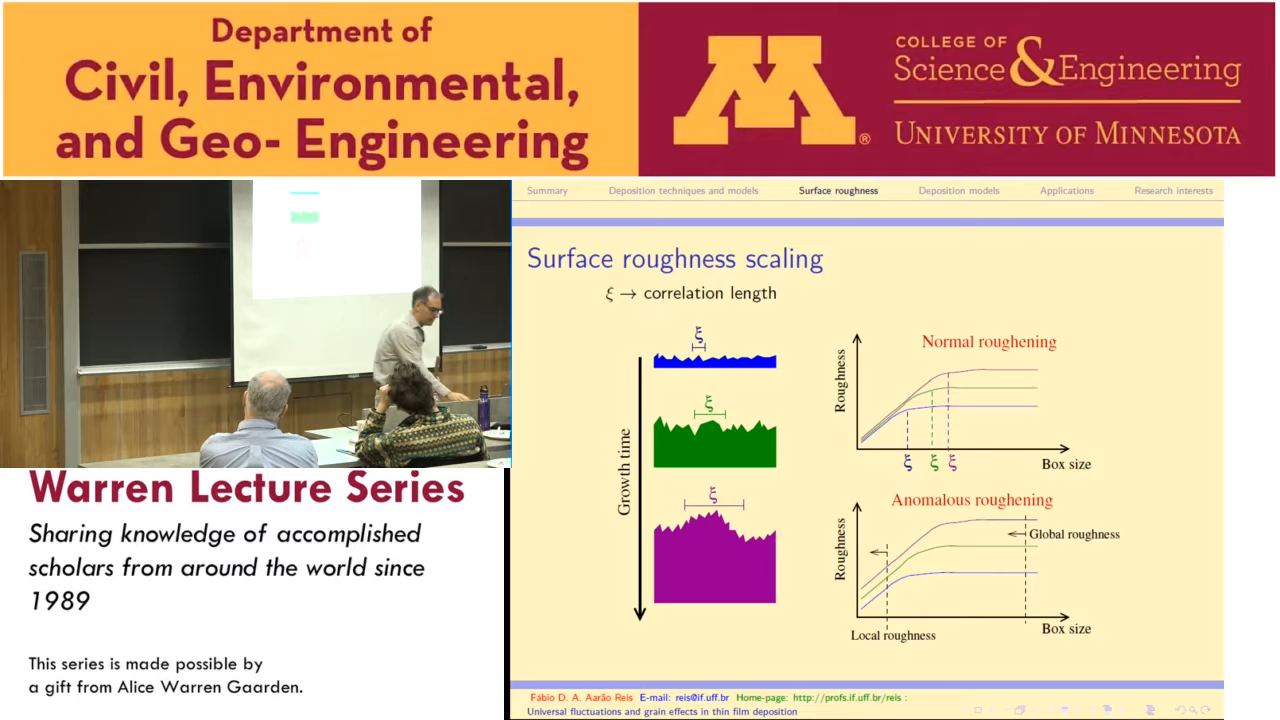 Department of
Civil, Environmental,
and Geo- Engineering
COLLEGE OF
Science & Engineering
UNIVERSITY OF MINNESOTA
Summary
Deposition techniques and models
Surface roughness
Deposition models
Applications
Research interests
Surface roughness scaling
ξ → correlation length
Growth time
ξ
ξ
ξ
Normal roughening
Roughness
ξ ξ ξ
Box size
Anomalous roughening
Roughness
Global roughness
Local roughness
Box size
Fábio D. A. Aarão Reis E-mail: reis@if.uff.br Home-page: http://profs.if.uff.br/reis :
Universal fluctuations and grain effects in thin film deposition
Warren Lecture Series
Sharing knowledge of accomplished
scholars from around the world since
1989
This series is made possible by
a gift from Alice Warren Gaarden.